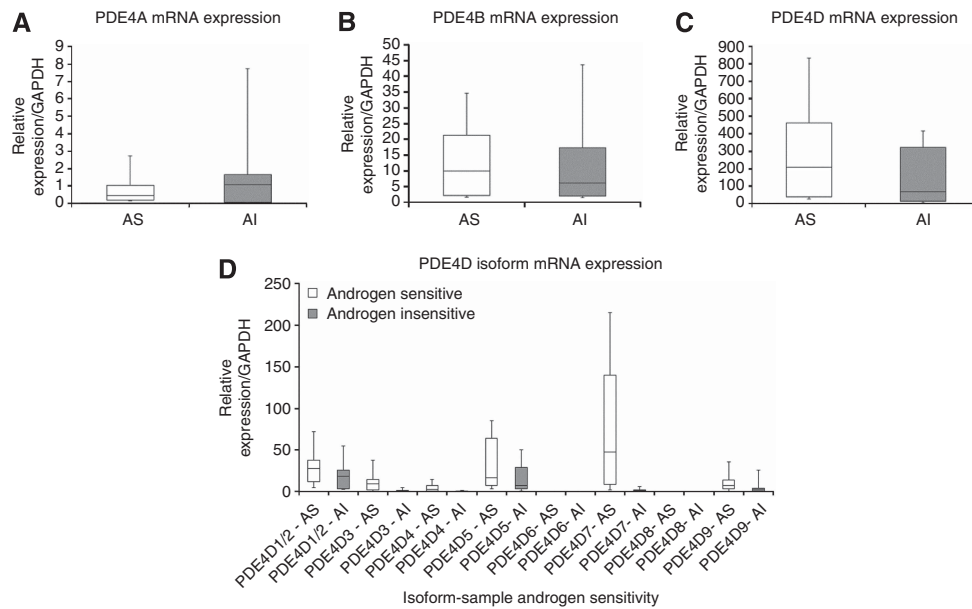 A
PDE4A mRNA expression
Relative
expression/GAPDH
9
8
7
6
5
4
3
2
1
0
AS
AI
B
PDE4B mRNA expression
Relative
expression/GAPDH
50
45
40
35
30
25
20
15
10
5
0
AS
AI
C
PDE4D mRNA expression
Relative
expression/GAPDH
900
800
700
600
500
400
300
200
100
0
AS
AI
D
PDE4D isoform mRNA expression
Androgen sensitive
Androgen insensitive
Relative
expression/GAPDH
250
200
150
100
50
0
PDE4D1/2 - AS
PDE4D1/2 - AI
PDE4D3 - AS
PDE4D3 - AI
PDE4D4 - AS
PDE4D4 - AI
PDE4D5 - AS
PDE4D5- AI
PDE4D6- AS
PDE4D6- AI
PDE4D7- AS
PDE4D7- AI
PDE4D8- AS
PDE4D8- AI
PDE4D9- AS
PDE4D9- AI
Isoform-sample androgen sensitivity